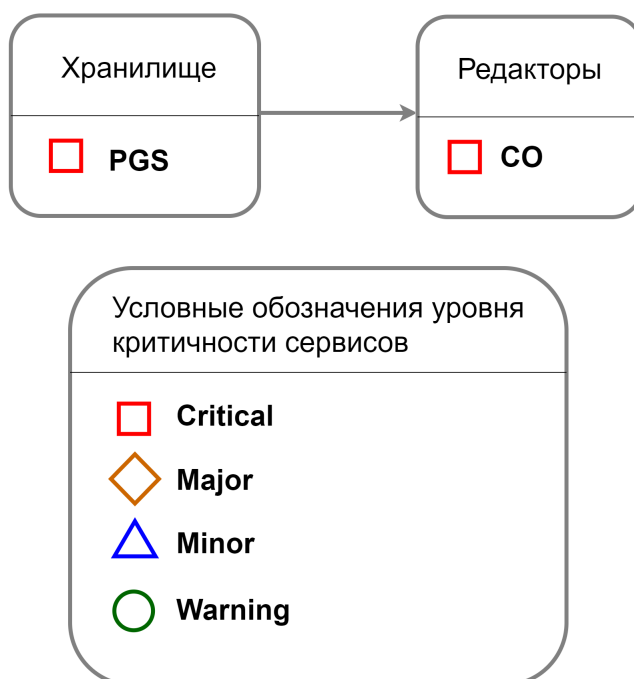 Хранилище
PGS
Редакторы
CO
Условные обозначения уровня
критичности сервисов
Critical
Major
Minor
Warning